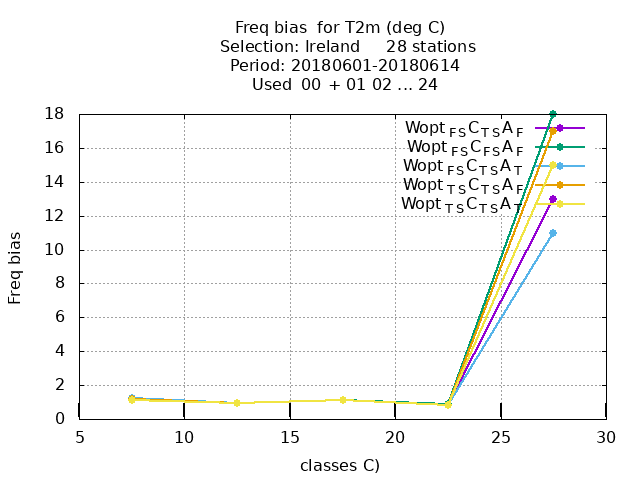 Freq bias  for T2m (deg C)
Selection: Ireland     28 stations
Period: 20180601-20180614
Used  00 + 01 02 ... 24
Freq bias
18
16
14
12
10
8
6
4
2
0
Wopt FS C TS A F
Wopt FS C FS A F
Wopt FS C TS A T
Wopt TS C TS A F
Wopt TS C TS A T
5 10 15 20 25 30
classes C)